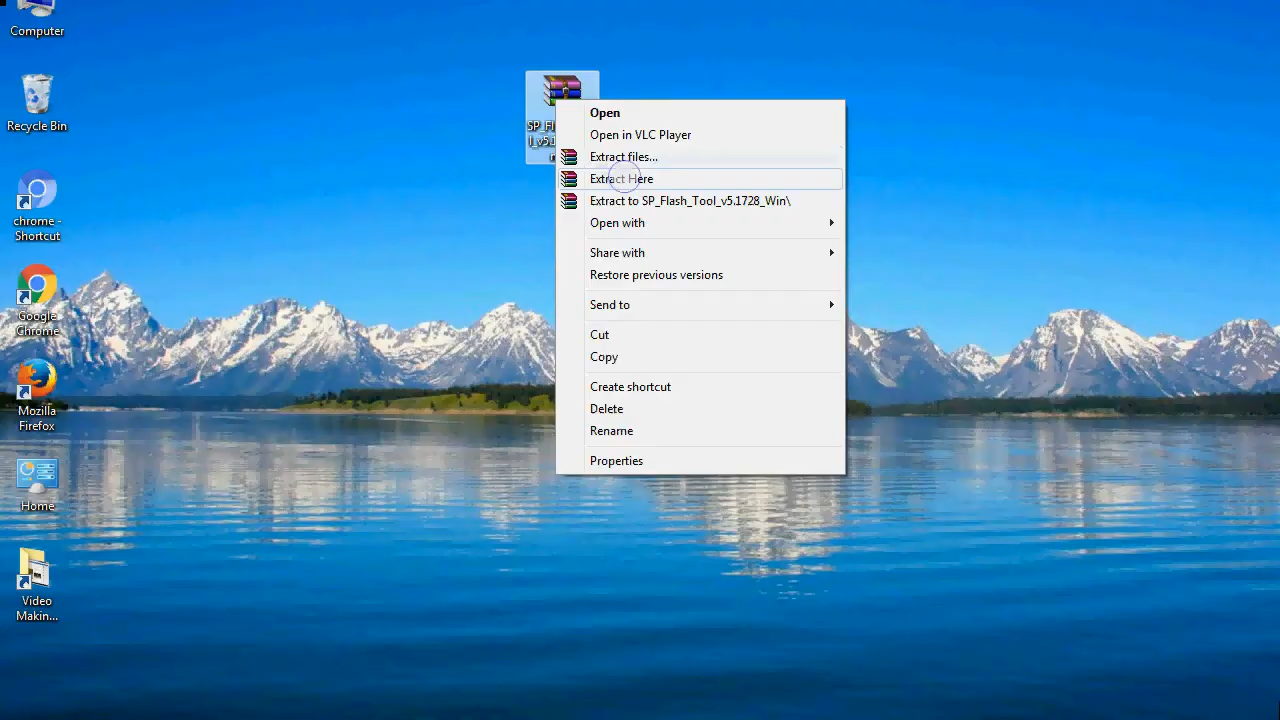 Computer
Recycle Bin
chrome -
Shortcut
Google
Chrome
Mozilla
Firefox
Home
Video
Makin...
Open
Open in VLC Player
Extract files...
Extract Here
Extract to SP_Flash_Tool_v5.1728_Win\
Open with
Share with
Restore previous versions
Send to
Cut
Copy
Create shortcut
Delete
Rename
Properties